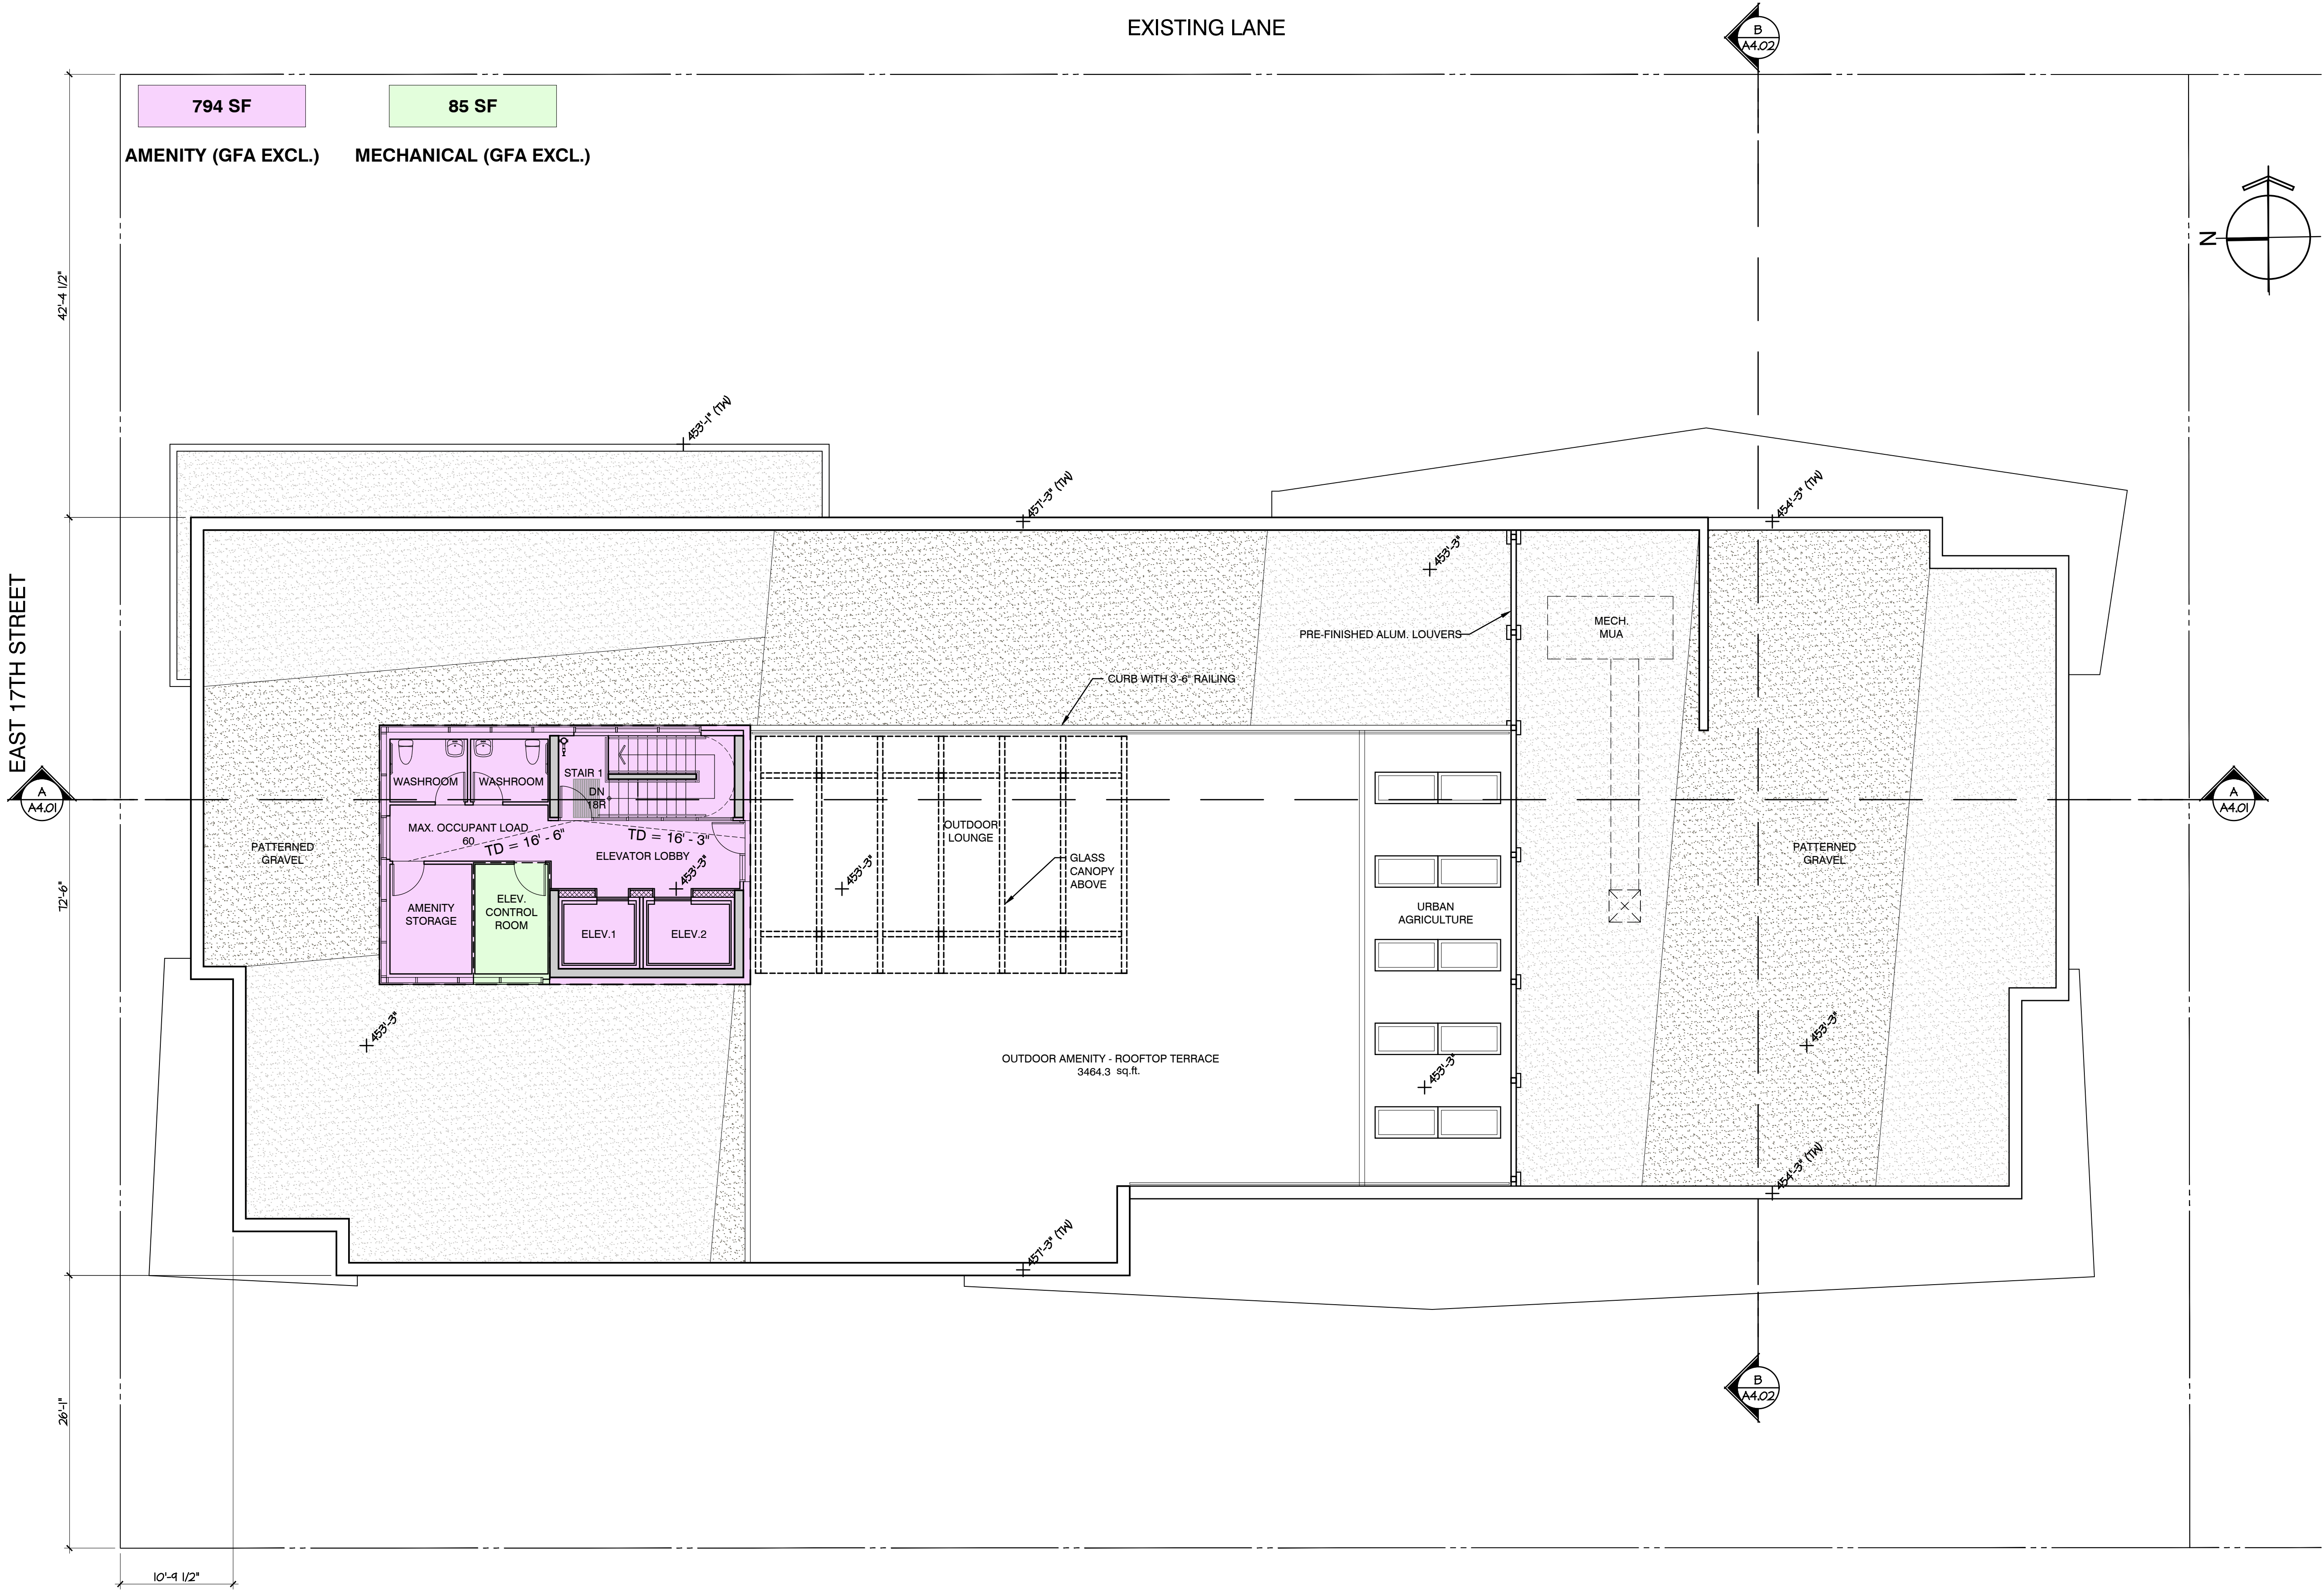 EXISTING LANE
B
A4.02
794 SF
85 SF
AMENITY (GFA EXCL.)
MECHANICAL (GFA EXCL.)
N
42'-4 1/2"
453'-1" (TW)
457'-3" (TW)
454'-3" (TW)
453'-3"
EAST 17TH STREET
PRE-FINISHED ALUM. LOUVERS
MECH.
MUA
CURB WITH 3'-6" RAILING
WASHROOM
WASHROOM
STAIR 1
DN
18R
A
A4.01
A
A4.01
MAX. OCCUPANT LOAD
60
TD = 16' - 6"
TD = 16' - 3"
ELEVATOR LOBBY
453'-3"
453'-3"
OUTDOOR
LOUNGE
GLASS
CANOPY
ABOVE
PATTERNED
GRAVEL
PATTERNED
GRAVEL
72'-6"
AMENITY
STORAGE
ELEV.
CONTROL
ROOM
ELEV.1
ELEV.2
URBAN
AGRICULTURE
453'-3"
453'-3"
453'-3"
OUTDOOR AMENITY - ROOFTOP TERRACE
3464.3 sq.ft.
457'-3" (TW)
454'-3" (TW)
26'-1"
B
A4.02
10'-9 1/2"